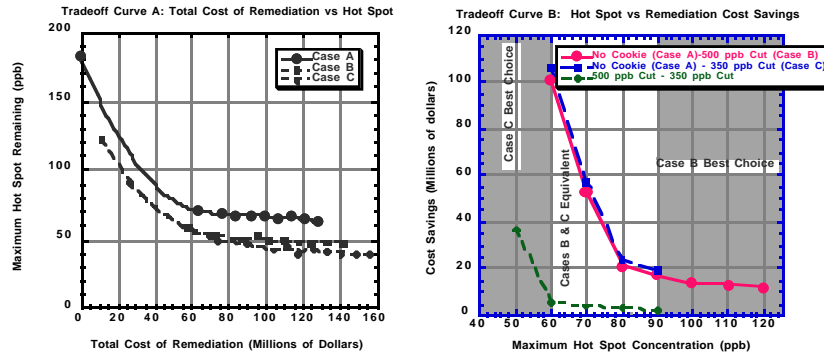 Tradeoff Curve A: Total Cost of Remediation vs Hot Spot
200
150
100
50
0
Maximum Hot Spot Remaining (ppb)
Case A
Case B
Case C
0 20 40 60 80 100 120 140 160
Total Cost of Remediation (Millions of Dollars)
Tradeoff Curve B: Hot Spot vs Remediation Cost Savings
120
100
80
60
40
20
0
Cost Savings (Millions of dollars)
No Cookie (Case A)-500 ppb Cut (Case B)
No Cookie (Case A) - 350 ppb Cut (Case C)
500 ppb Cut - 350 ppb Cut
Case C Best Choice
Cases B & C Equivalent
Case B Best Choice
40 50 60 70 80 90 100 110 120
Maximum Hot Spot Concentration (ppb)